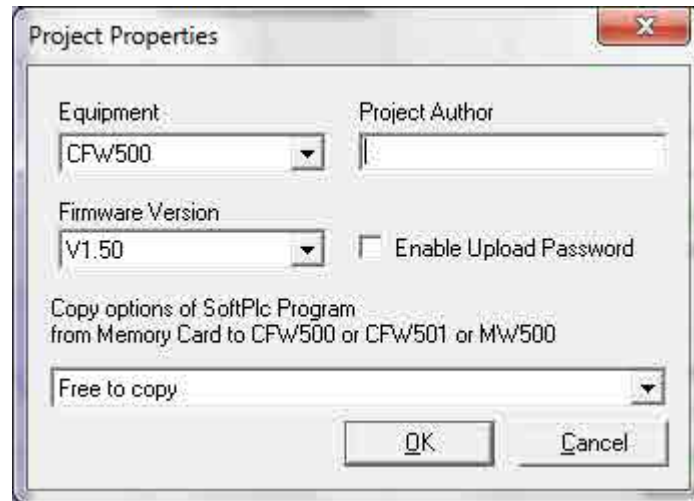 Project Properties
Equipment
Project Author
CFW500
Firmware Version
V1.50
Enable Upload Password
Copy options of SoftPlc Program
from Memory Card to CFW500 or CFW501 or MW500
Free to copy
OK
Cancel